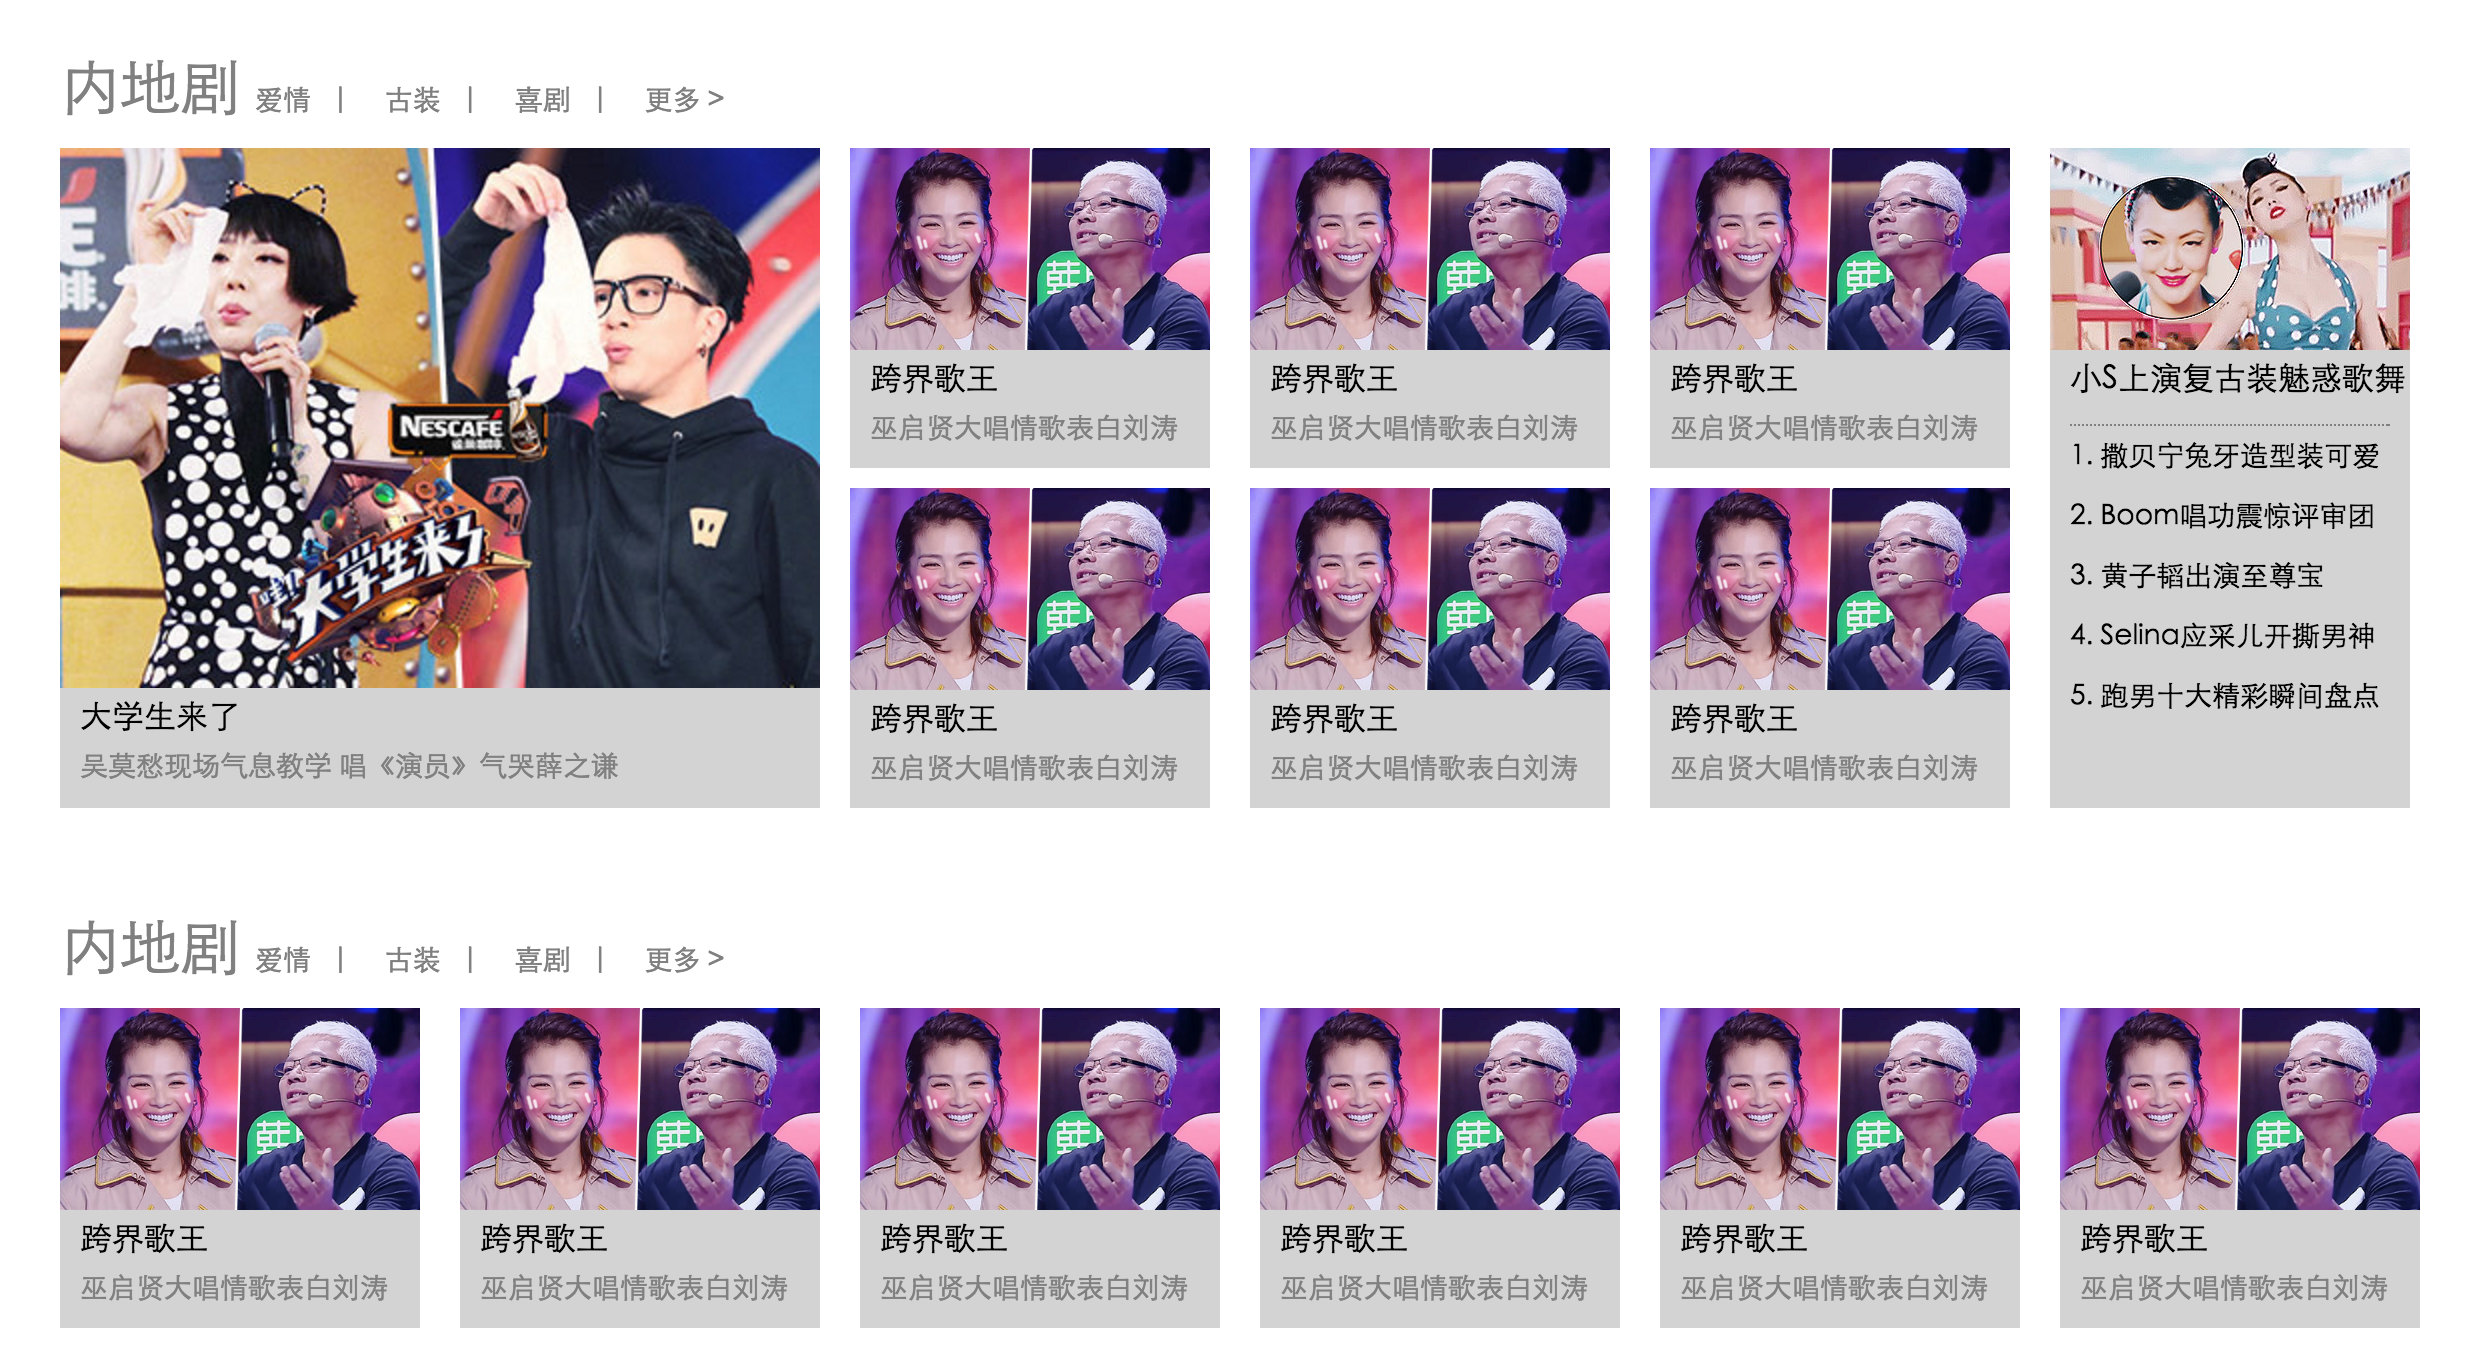 内地剧 爱情 | 古装 | 喜剧 | 更多 >
NESCAFÉ
雀巢咖啡
哇!
大学生来了
大学生来了
吴莫愁现场气息教学 唱《演员》气哭薛之谦
跨界歌王
巫启贤大唱情歌表白刘涛
跨界歌王
巫启贤大唱情歌表白刘涛
跨界歌王
巫启贤大唱情歌表白刘涛
跨界歌王
巫启贤大唱情歌表白刘涛
跨界歌王
巫启贤大唱情歌表白刘涛
跨界歌王
巫启贤大唱情歌表白刘涛
小S上演复古装魅惑歌舞
1. 撒贝宁兔牙造型装可爱
2. Boom唱功震惊评审团
3. 黄子韬出演至尊宝
4. Selina应采儿开撕男神
5. 跑男十大精彩瞬间盘点
内地剧 爱情 | 古装 | 喜剧 | 更多 >
跨界歌王
巫启贤大唱情歌表白刘涛
跨界歌王
巫启贤大唱情歌表白刘涛
跨界歌王
巫启贤大唱情歌表白刘涛
跨界歌王
巫启贤大唱情歌表白刘涛
跨界歌王
巫启贤大唱情歌表白刘涛
跨界歌王
巫启贤大唱情歌表白刘涛